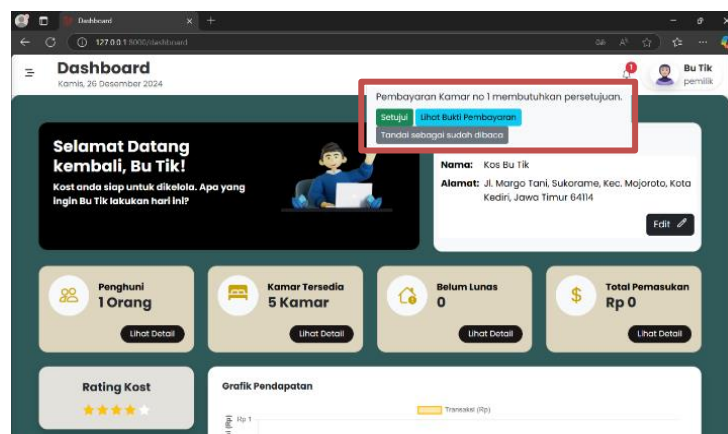 Dashboard
127.0.0.1:8000/dashboard
Dashboard
Kamis, 26 Desember 2024
1
Bu Tik
pemilik
Pembayaran Kamar no 1 membutuhkan persetujuan.
Setujui
Lihat Bukti Pembayaran
Tandai sebagai sudah dibaca
Selamat Datang
kembali, Bu Tik!
Kost anda siap untuk dikelola. Apa yang
ingin Bu Tik lakukan hari ini?
Nama: Kos Bu Tik
Alamat: Jl. Margo Tani, Sukorame, Kec. Mojoroto, Kota
Kediri, Jawa Timur 64114
Edit
Penghuni
1 Orang
Lihat Detail
Kamar Tersedia
5 Kamar
Lihat Detail
Belum Lunas
0
Lihat Detail
Total Pemasukan
Rp 0
Lihat Detail
Rating Kost
Grafik Pendapatan
Transaksi (Rp)
Rp 1